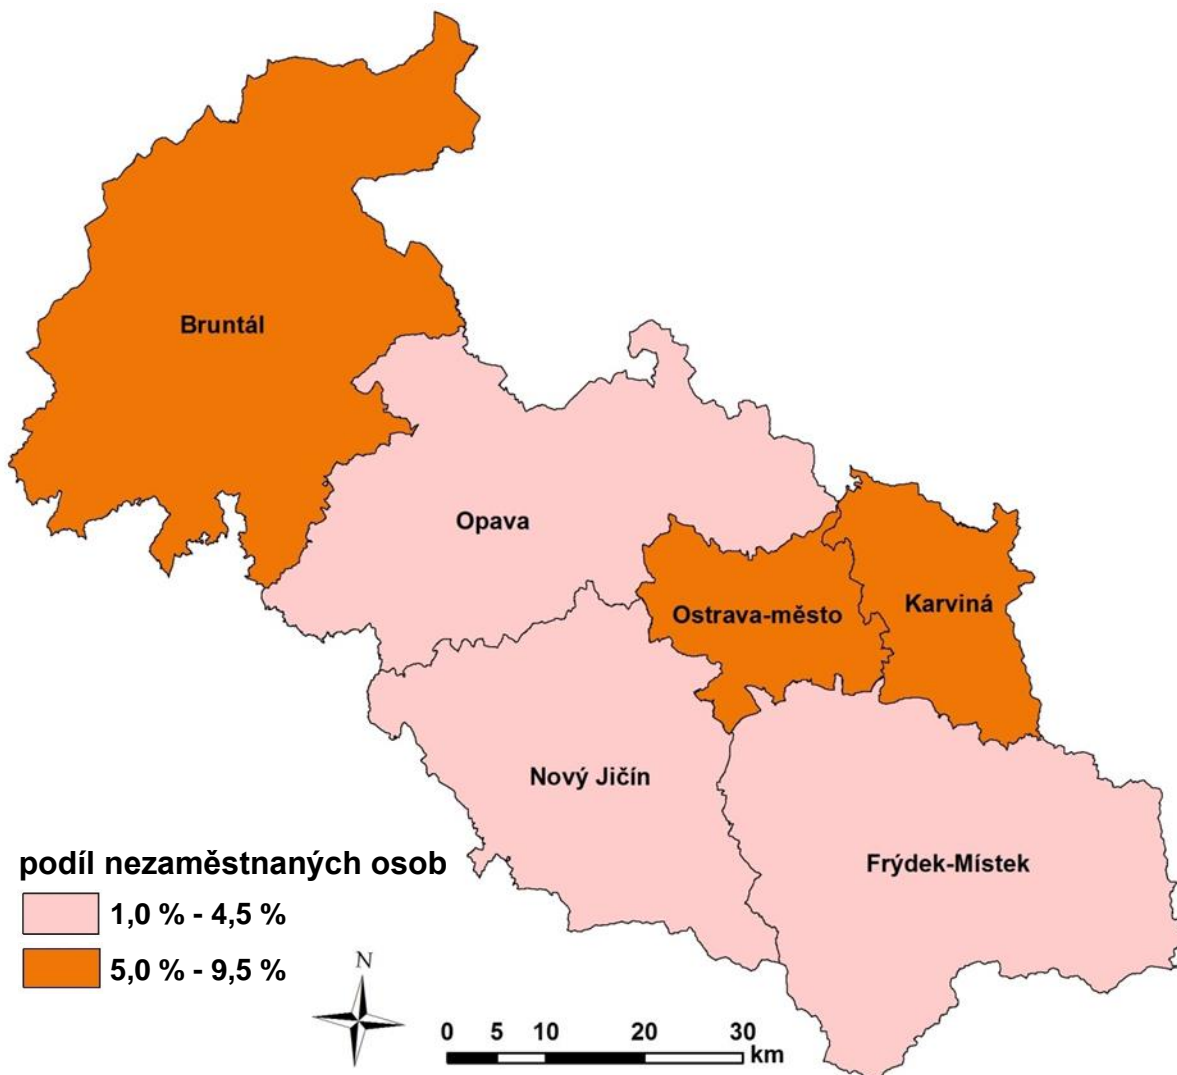 Bruntál
Opava
Ostrava-město
Karviná
Nový Jičín
Frýdek-Místek
podíl nezaměstnaných osob
1,0 % - 4,5 %
5,0 % - 9,5 %
N
0 5 10 20 30
km